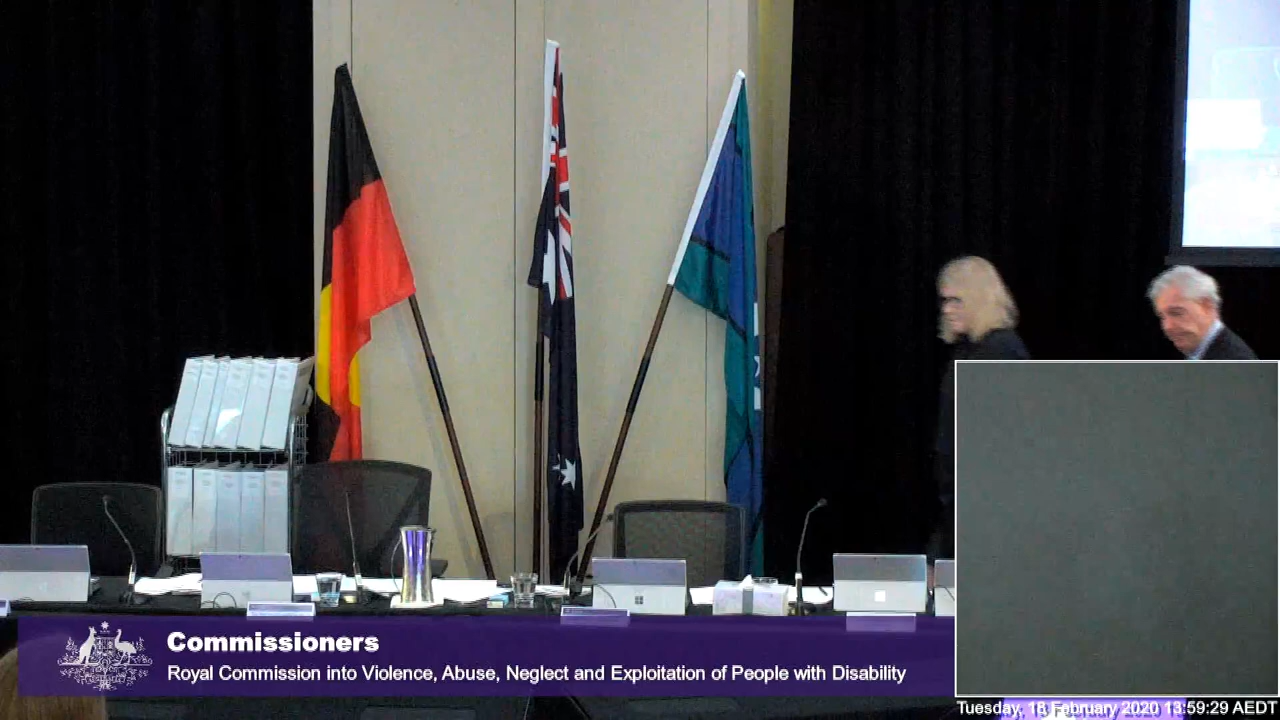 Commissioners
Royal Commission into Violence, Abuse, Neglect and Exploitation of People with Disability
Tuesday, 18 February 2020 13:59:29 AEDT